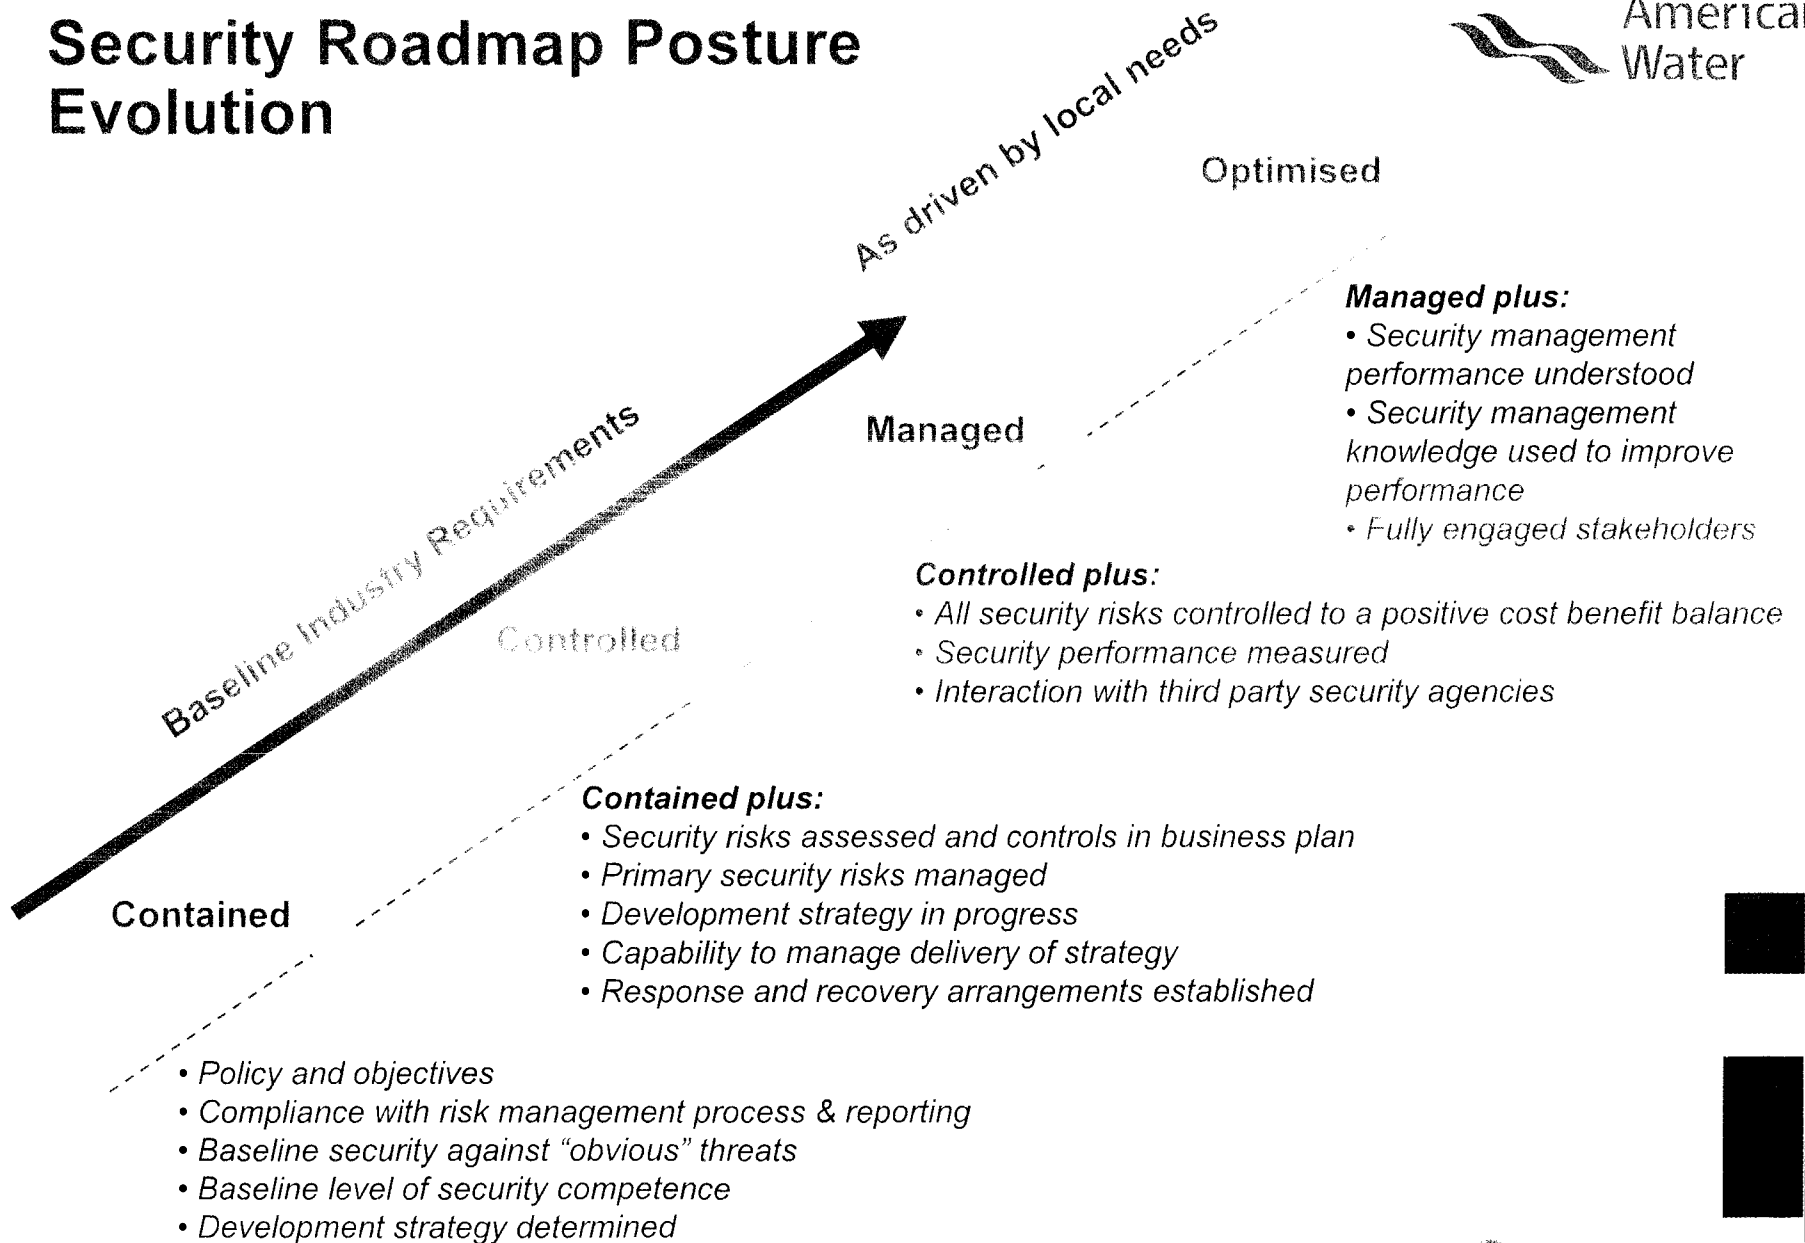 Security Roadmap Posture
Evolution
Water
As driven by local needs
Optimised
Managed plus:
• Security management
performance understood
• Security management
knowledge used to improve
performance
• Fully engaged stakeholders
Baseline Industry Requirements
Managed
Controlled plus:
• All security risks controlled to a positive cost benefit balance
• Security performance measured
• Interaction with third party security agencies
Controlled
Contained plus:
• Security risks assessed and controls in business plan
• Primary security risks managed
• Development strategy in progress
• Capability to manage delivery of strategy
• Response and recovery arrangements established
Contained
• Policy and objectives
• Compliance with risk management process & reporting
• Baseline security against “obvious” threats
• Baseline level of security competence
• Development strategy determined